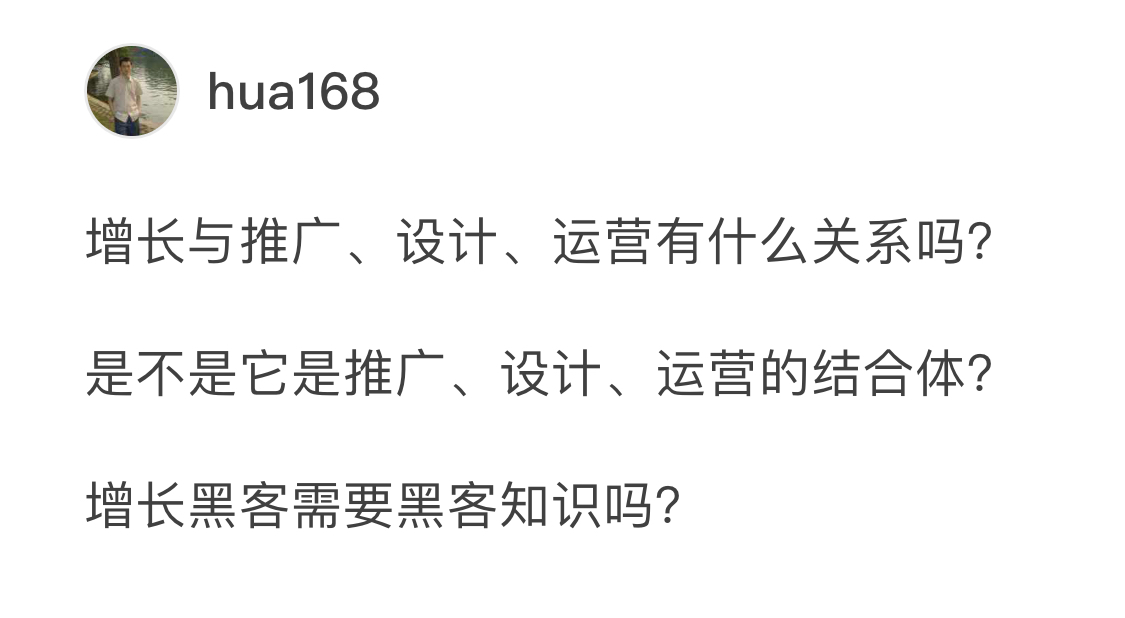 hua168
增长与推广、设计、运营有什么关系吗？
是不是它是推广、设计、运营的结合体？
增长黑客需要黑客知识吗？